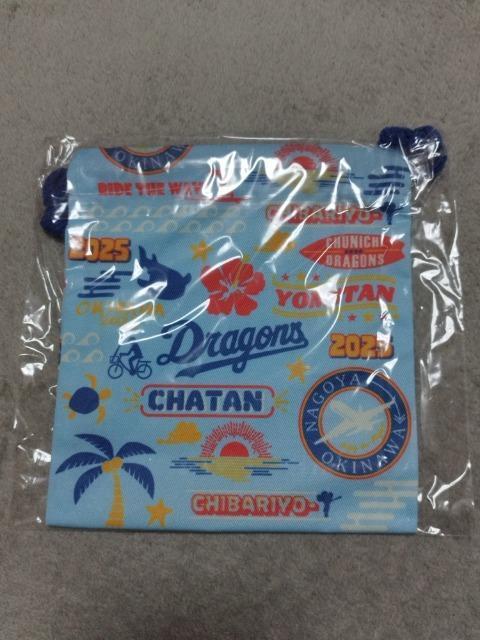 OKINAWA
RIDE THE WAVE
CHIBARIYO-
2025
CHUNICHI
DRAGONS
OKINAWA
YOMITAN
Dragons
2025
CHATAN
NAGOYA
OKINAWA
CHIBARIYO-